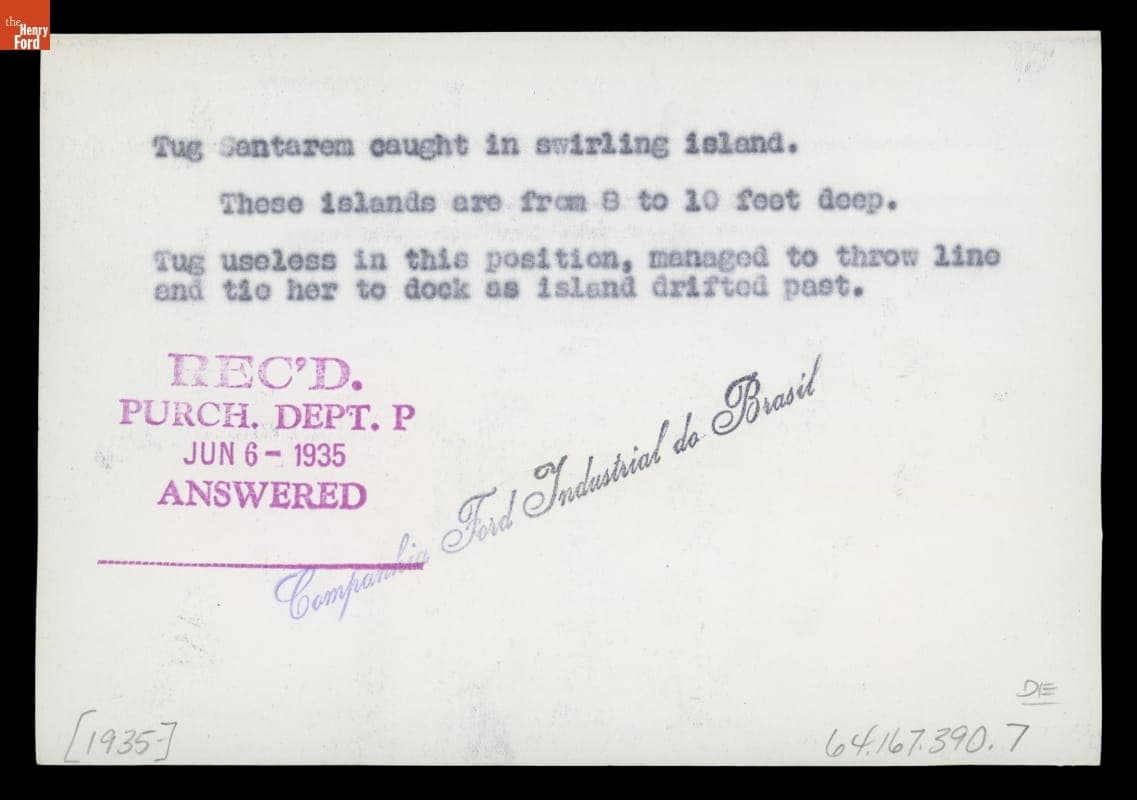 the
Henry
Ford
Tug Santarem caught in swirling island.
These islands are from 8 to 10 feet deep.
Tug useless in this position, managed to throw line
and tie her to dock as island drifted past.
REC'D.
PURCH. DEPT. P
JUN 6 - 1935
ANSWERED
Companhia Ford Industrial do Brasil
DE
[1935-]
64.167.390.7